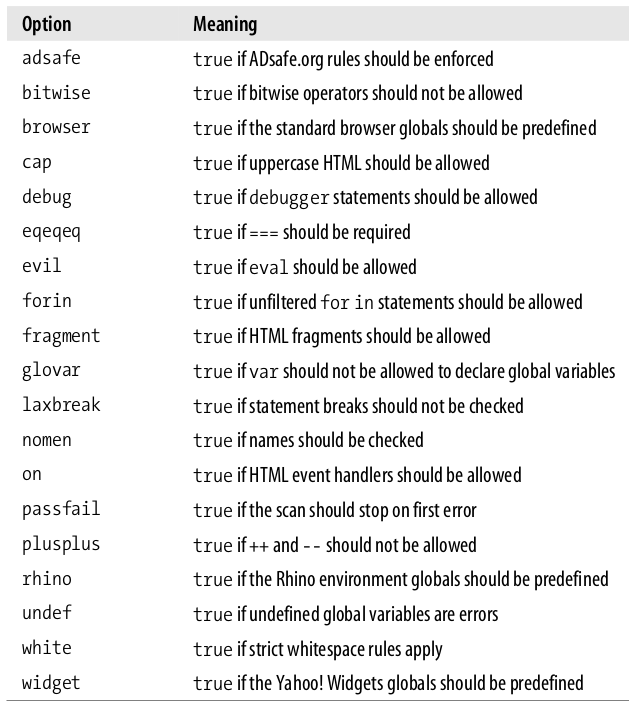 Option Meaning
adsafe true if ADsafe.org rules should be enforced
bitwise true if bitwise operators should not be allowed
browser true if the standard browser globals should be predefined
cap true if uppercase HTML should be allowed
debug true if debugger statements should be allowed
eqeqeq true if === should be required
evil true if eval should be allowed
forin true if unfiltered for in statements should be allowed
fragment true if HTML fragments should be allowed
glovar true if var should not be allowed to declare global variables
laxbreak true if statement breaks should not be checked
nomen true if names should be checked
on true if HTML event handlers should be allowed
passfail true if the scan should stop on first error
plusplus true if ++ and -- should not be allowed
rhino true if the Rhino environment globals should be predefined
undef true if undefined global variables are errors
white true if strict whitespace rules apply
widget true if the Yahoo! Widgets globals should be predefined